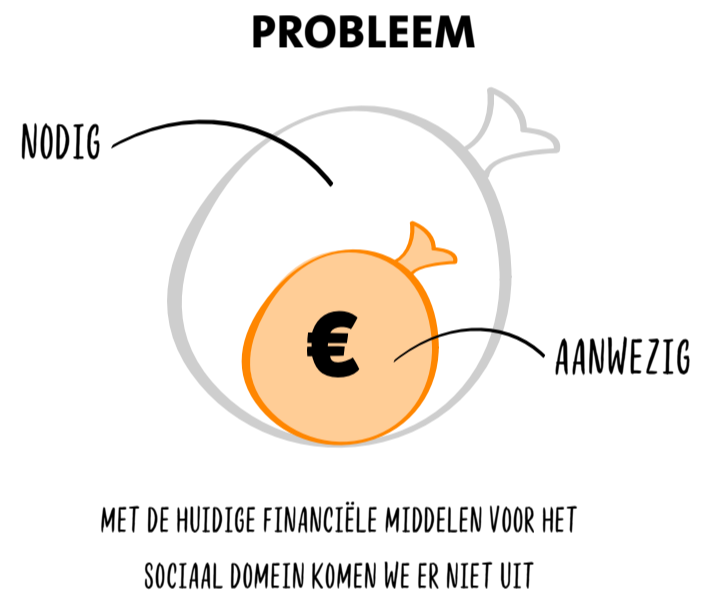 PROBLEEM
NODIG
€
AANWEZIG
MET DE HUIDIGE FINANCIËLE MIDDELEN VOOR HET
SOCIAAL DOMEIN KOMEN WE ER NIET UIT